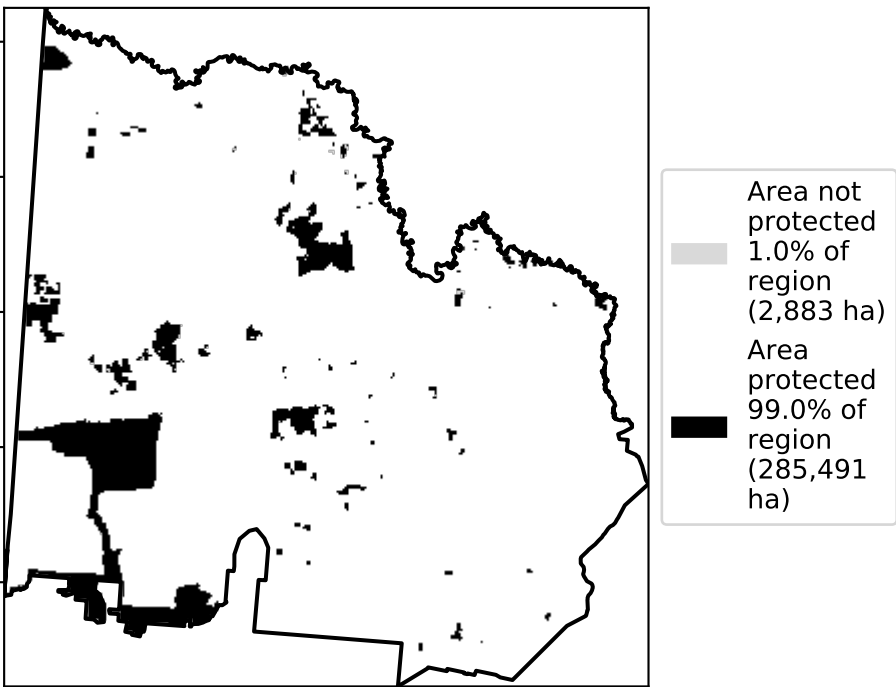 Area not
protected
1.0% of
region
(2,883 ha)
Area
protected
99.0% of
region
(285,491
ha)